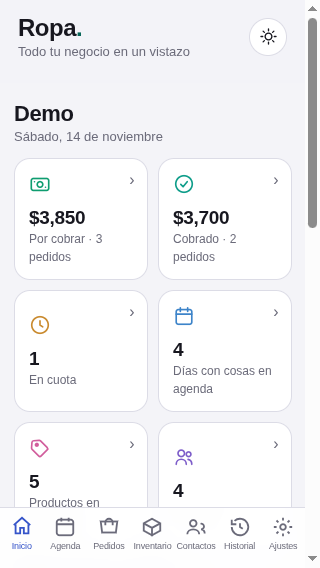 Ropa.
Todo tu negocio en un vistazo
Demo
Sábado, 14 de noviembre
$3,850
Por cobrar · 3
pedidos
$3,700
Cobrado · 2
pedidos
1
En cuota
4
Días con cosas en
agenda
5
Productos en
4
Inicio
Agenda
Pedidos
Inventario
Contactos
Historial
Ajustes